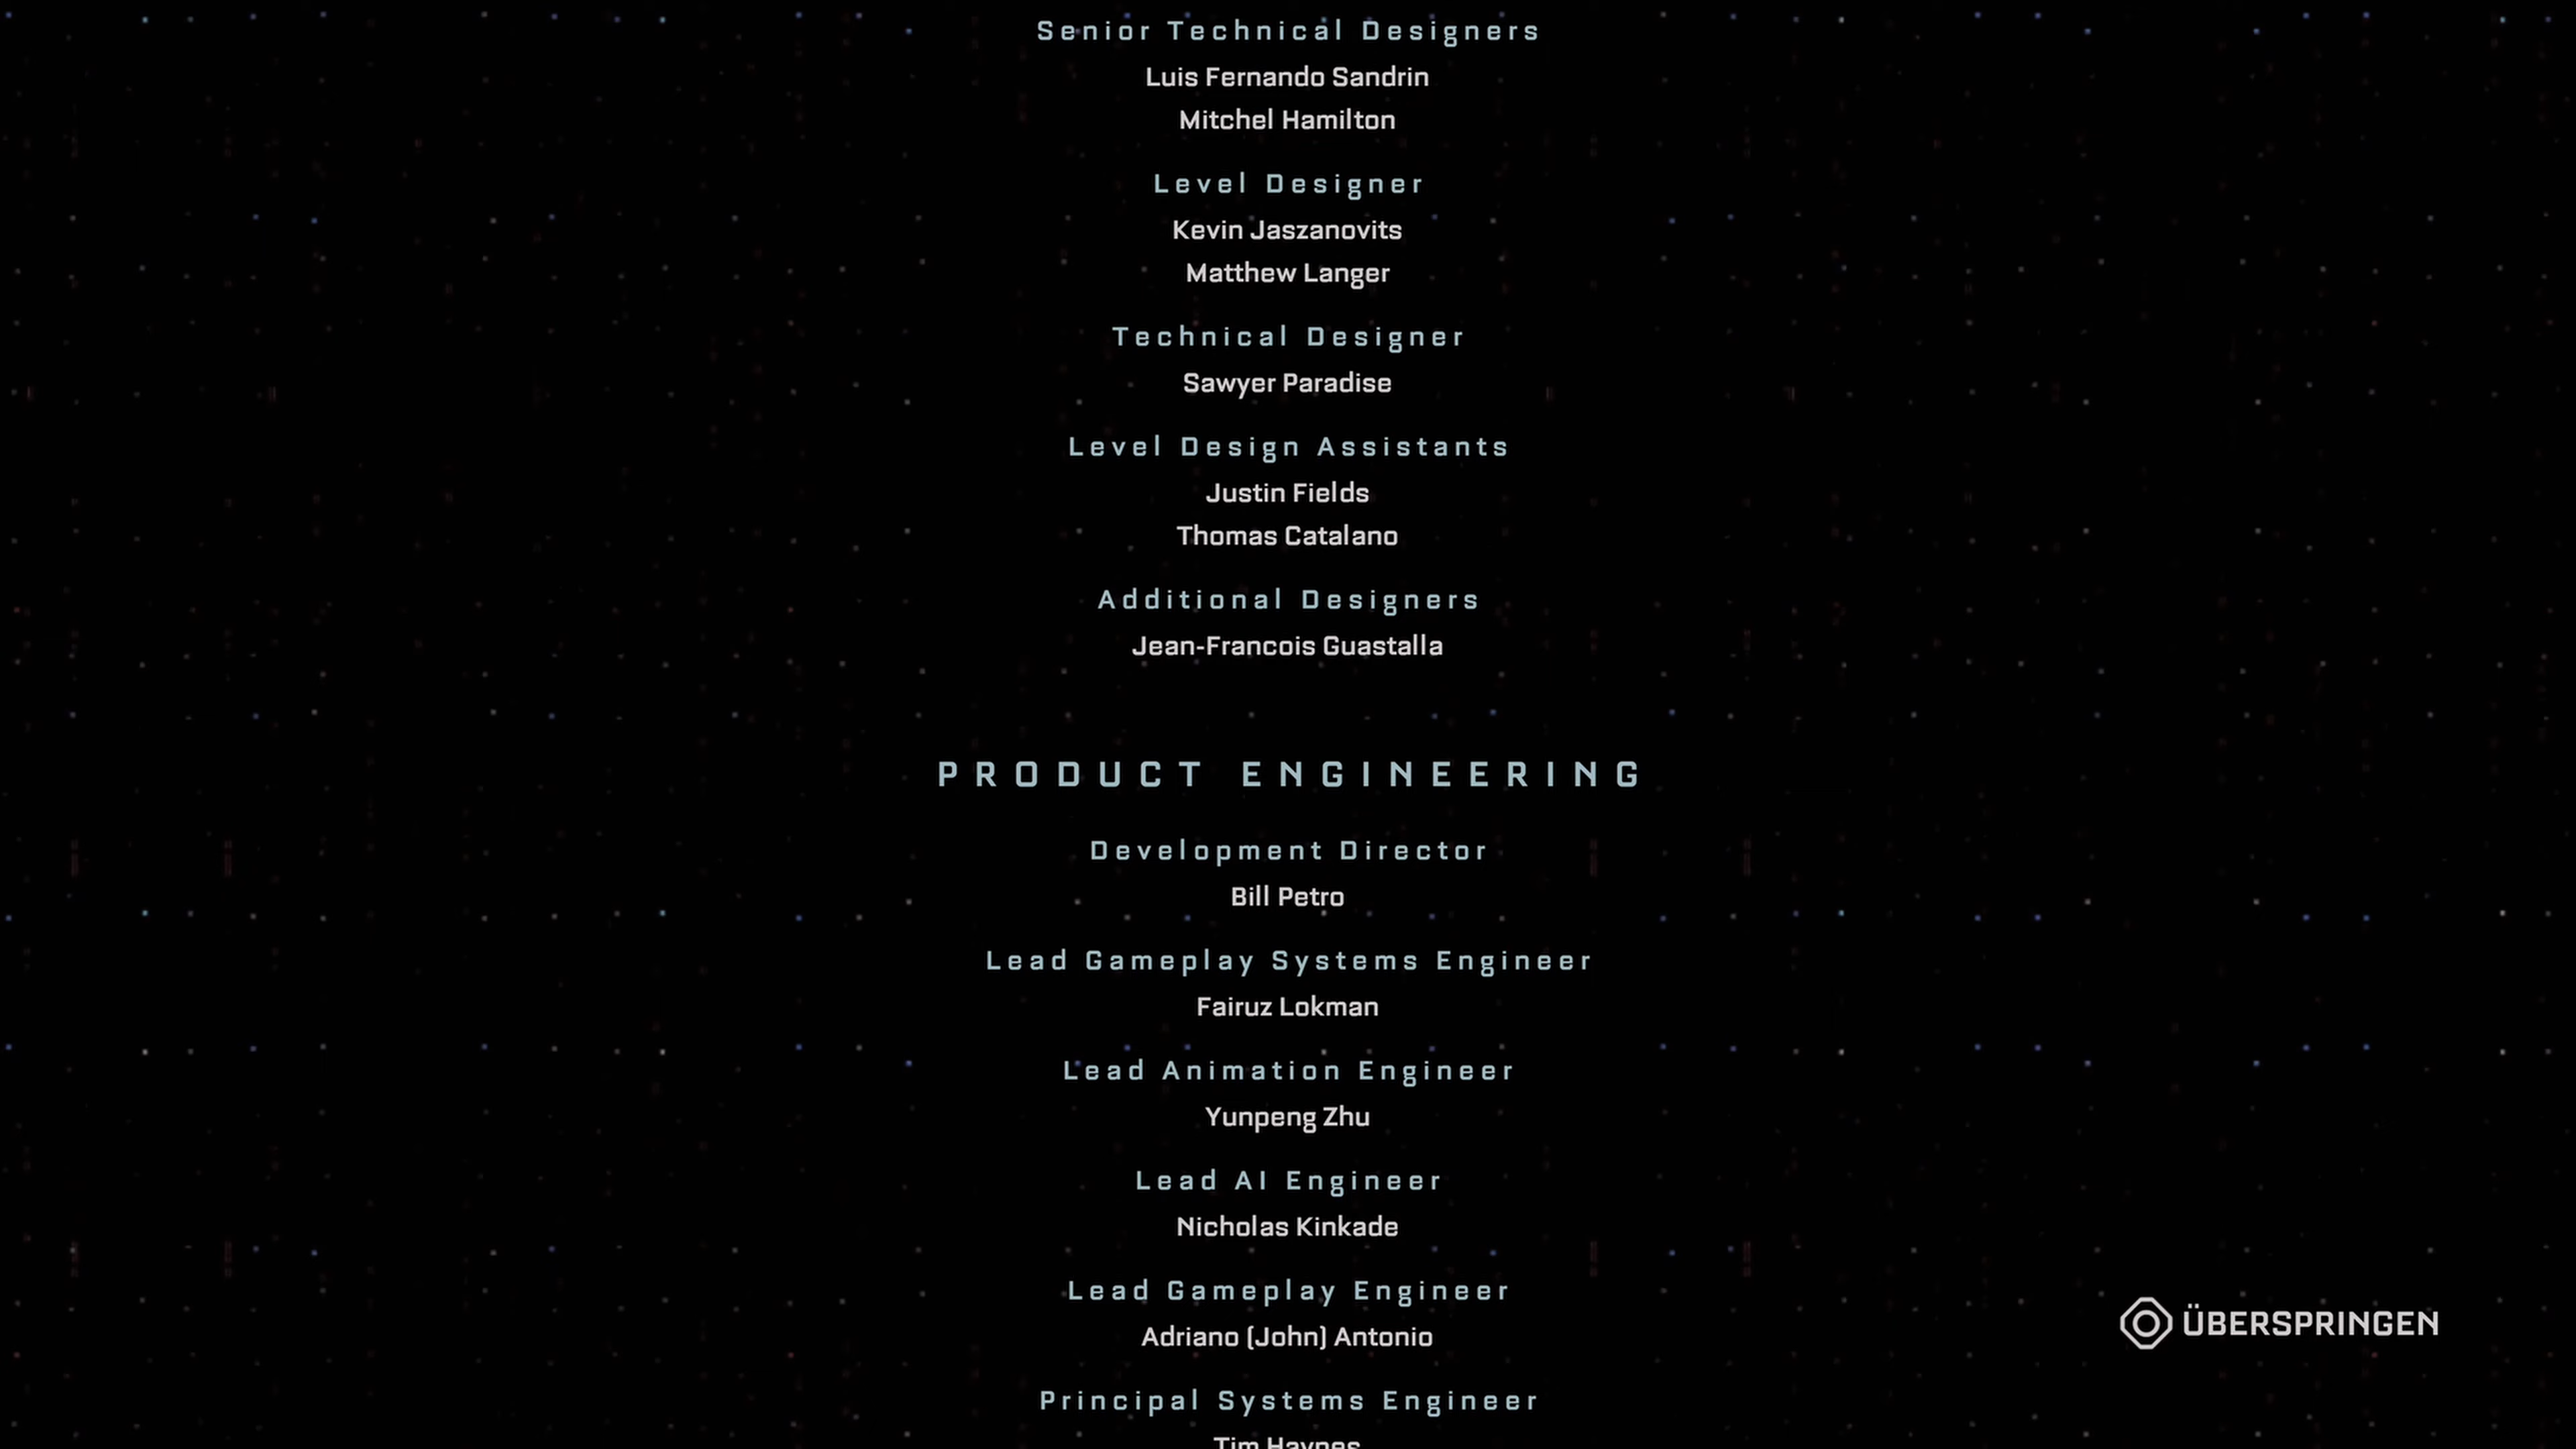 Senior Technical Designers
Luis Fernando Sandrin
Mitchel Hamilton
Level Designer
Kevin Jaszanovits
Matthew Langer
Technical Designer
Sawyer Paradise
Level Design Assistants
Justin Fields
Thomas Catalano
Additional Designers
Jean-Francois Guastalla
PRODUCT ENGINEERING
Development Director
Bill Petro
Lead Gameplay Systems Engineer
Fairuz Lokman
Lead Animation Engineer
Yunpeng Zhu
Lead AI Engineer
Nicholas Kinkade
Lead Gameplay Engineer
Adriano (John) Antonio
ÜBERSPRINGEN
Principal Systems Engineer
Tim Haynes